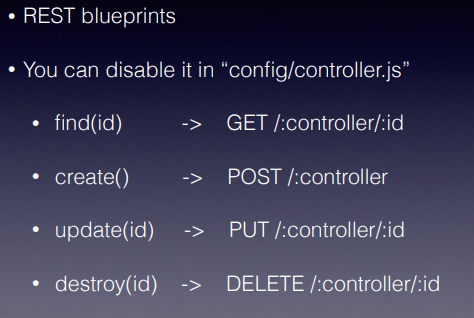 • REST blueprints
• You can disable it in “config/controller.js”
• find(id) -> GET /:controller/:id
• create() -> POST /:controller
• update(id) -> PUT /:controller/:id
• destroy(id) -> DELETE /:controller/:id